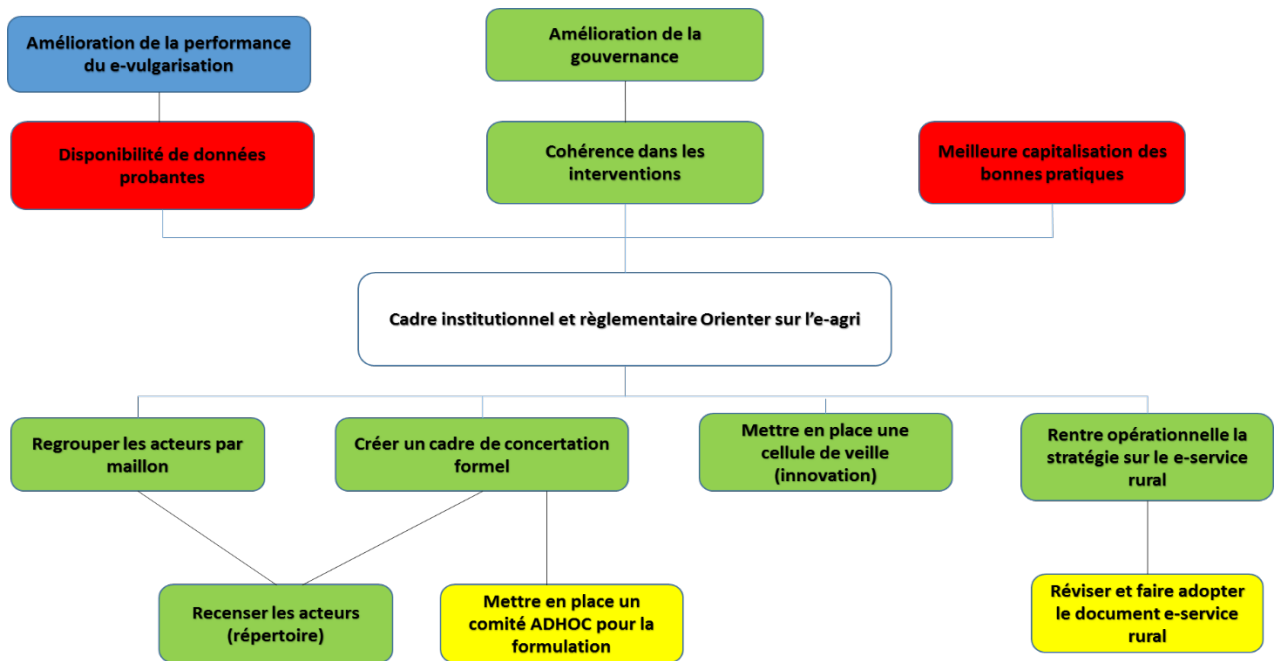 Amélioration de la performance
du e-vulgarisation
Amélioration de la
gouvernance
Disponibilité de données
probantes
Cohérence dans les
interventions
Meilleure capitalisation des
bonnes pratiques
Cadre institutionnel et règlementaire Orienter sur l'e-agri
Regrouper les acteurs par
maillon
Créer un cadre de concertation
formel
Mettre en place une
cellule de veille
(innovation)
Rentre opérationnelle la
stratégie sur le e-service
rural
Recenser les acteurs
(répertoire)
Mettre en place un
comité ADHOC pour la
formulation
Réviser et faire adopter
le document e-service
rural